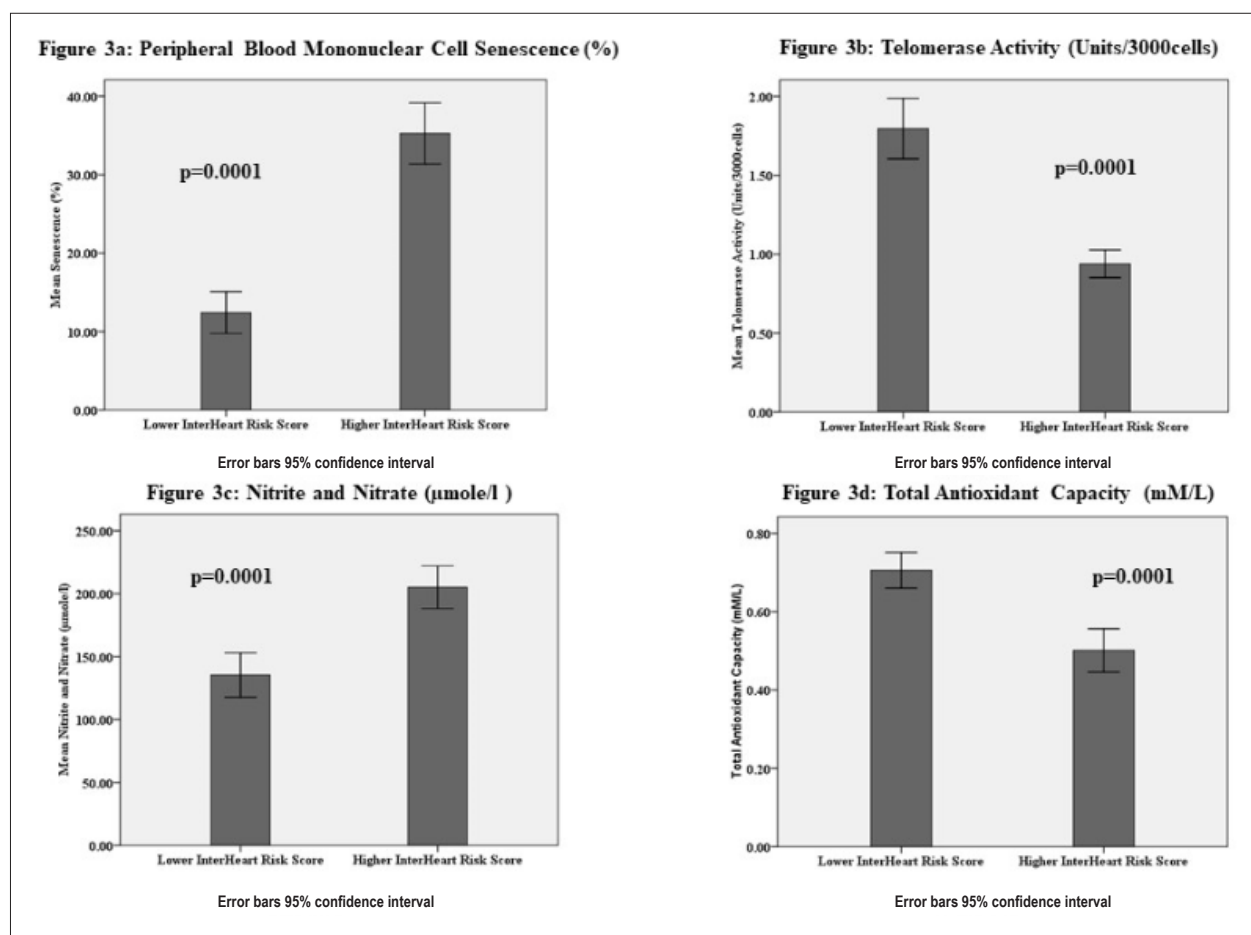 Figure 3a: Peripheral Blood Mononuclear Cell Senescence (%)
Mean Senescence (%)
40.00
30.00
20.00
10.00
0.00
p=0.0001
Lower InterHeart Risk Score
Higher InterHeart Risk Score
Error bars 95% confidence interval
Figure 3b: Telomerase Activity (Units/3000cells)
Mean Telomerase Activity (Units/3000cells)
2.00
1.50
1.00
0.50
0.00
p=0.0001
Lower InterHeart Risk Score
Higher InterHeart Risk Score
Error bars 95% confidence interval
Figure 3c: Nitrite and Nitrate (µmole/l )
Mean Nitrite and Nitrate (µmole/l)
250.00
200.00
150.00
100.00
50.00
0.00
p=0.0001
Lower InterHeart Risk Score
Higher InterHeart Risk Score
Error bars 95% confidence interval
Figure 3d: Total Antioxidant Capacity (mM/L)
Total Antioxidant Capacity (mM/L)
0.80
0.60
0.40
0.20
0.00
p=0.0001
Lower InterHeart Risk Score
Higher InterHeart Risk Score
Error bars 95% confidence interval